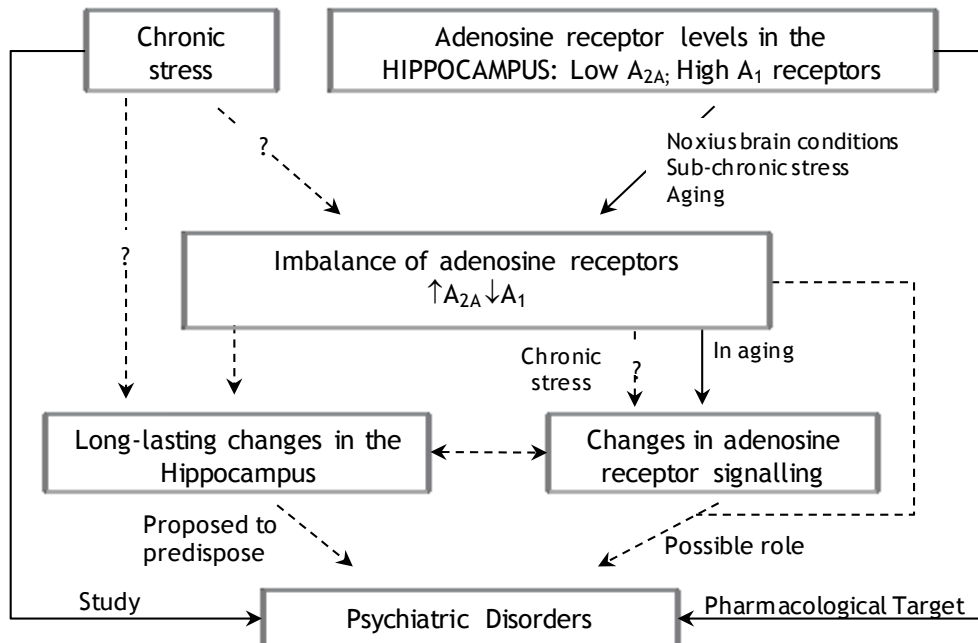 Chronic
stress
Adenosine receptor levels in the
HIPPOCAMPUS: Low A2A; High A1 receptors
?
Noxius brain conditions
Sub-chronic stress
Aging
?
Imbalance of adenosine receptors
↑A2A↓A1
Chronic
stress
?
In aging
Long-lasting changes in the
Hippocampus
Changes in adenosine
receptor signalling
Proposed to
predispose
Possible role
Study
Psychiatric Disorders
Pharmacological Target